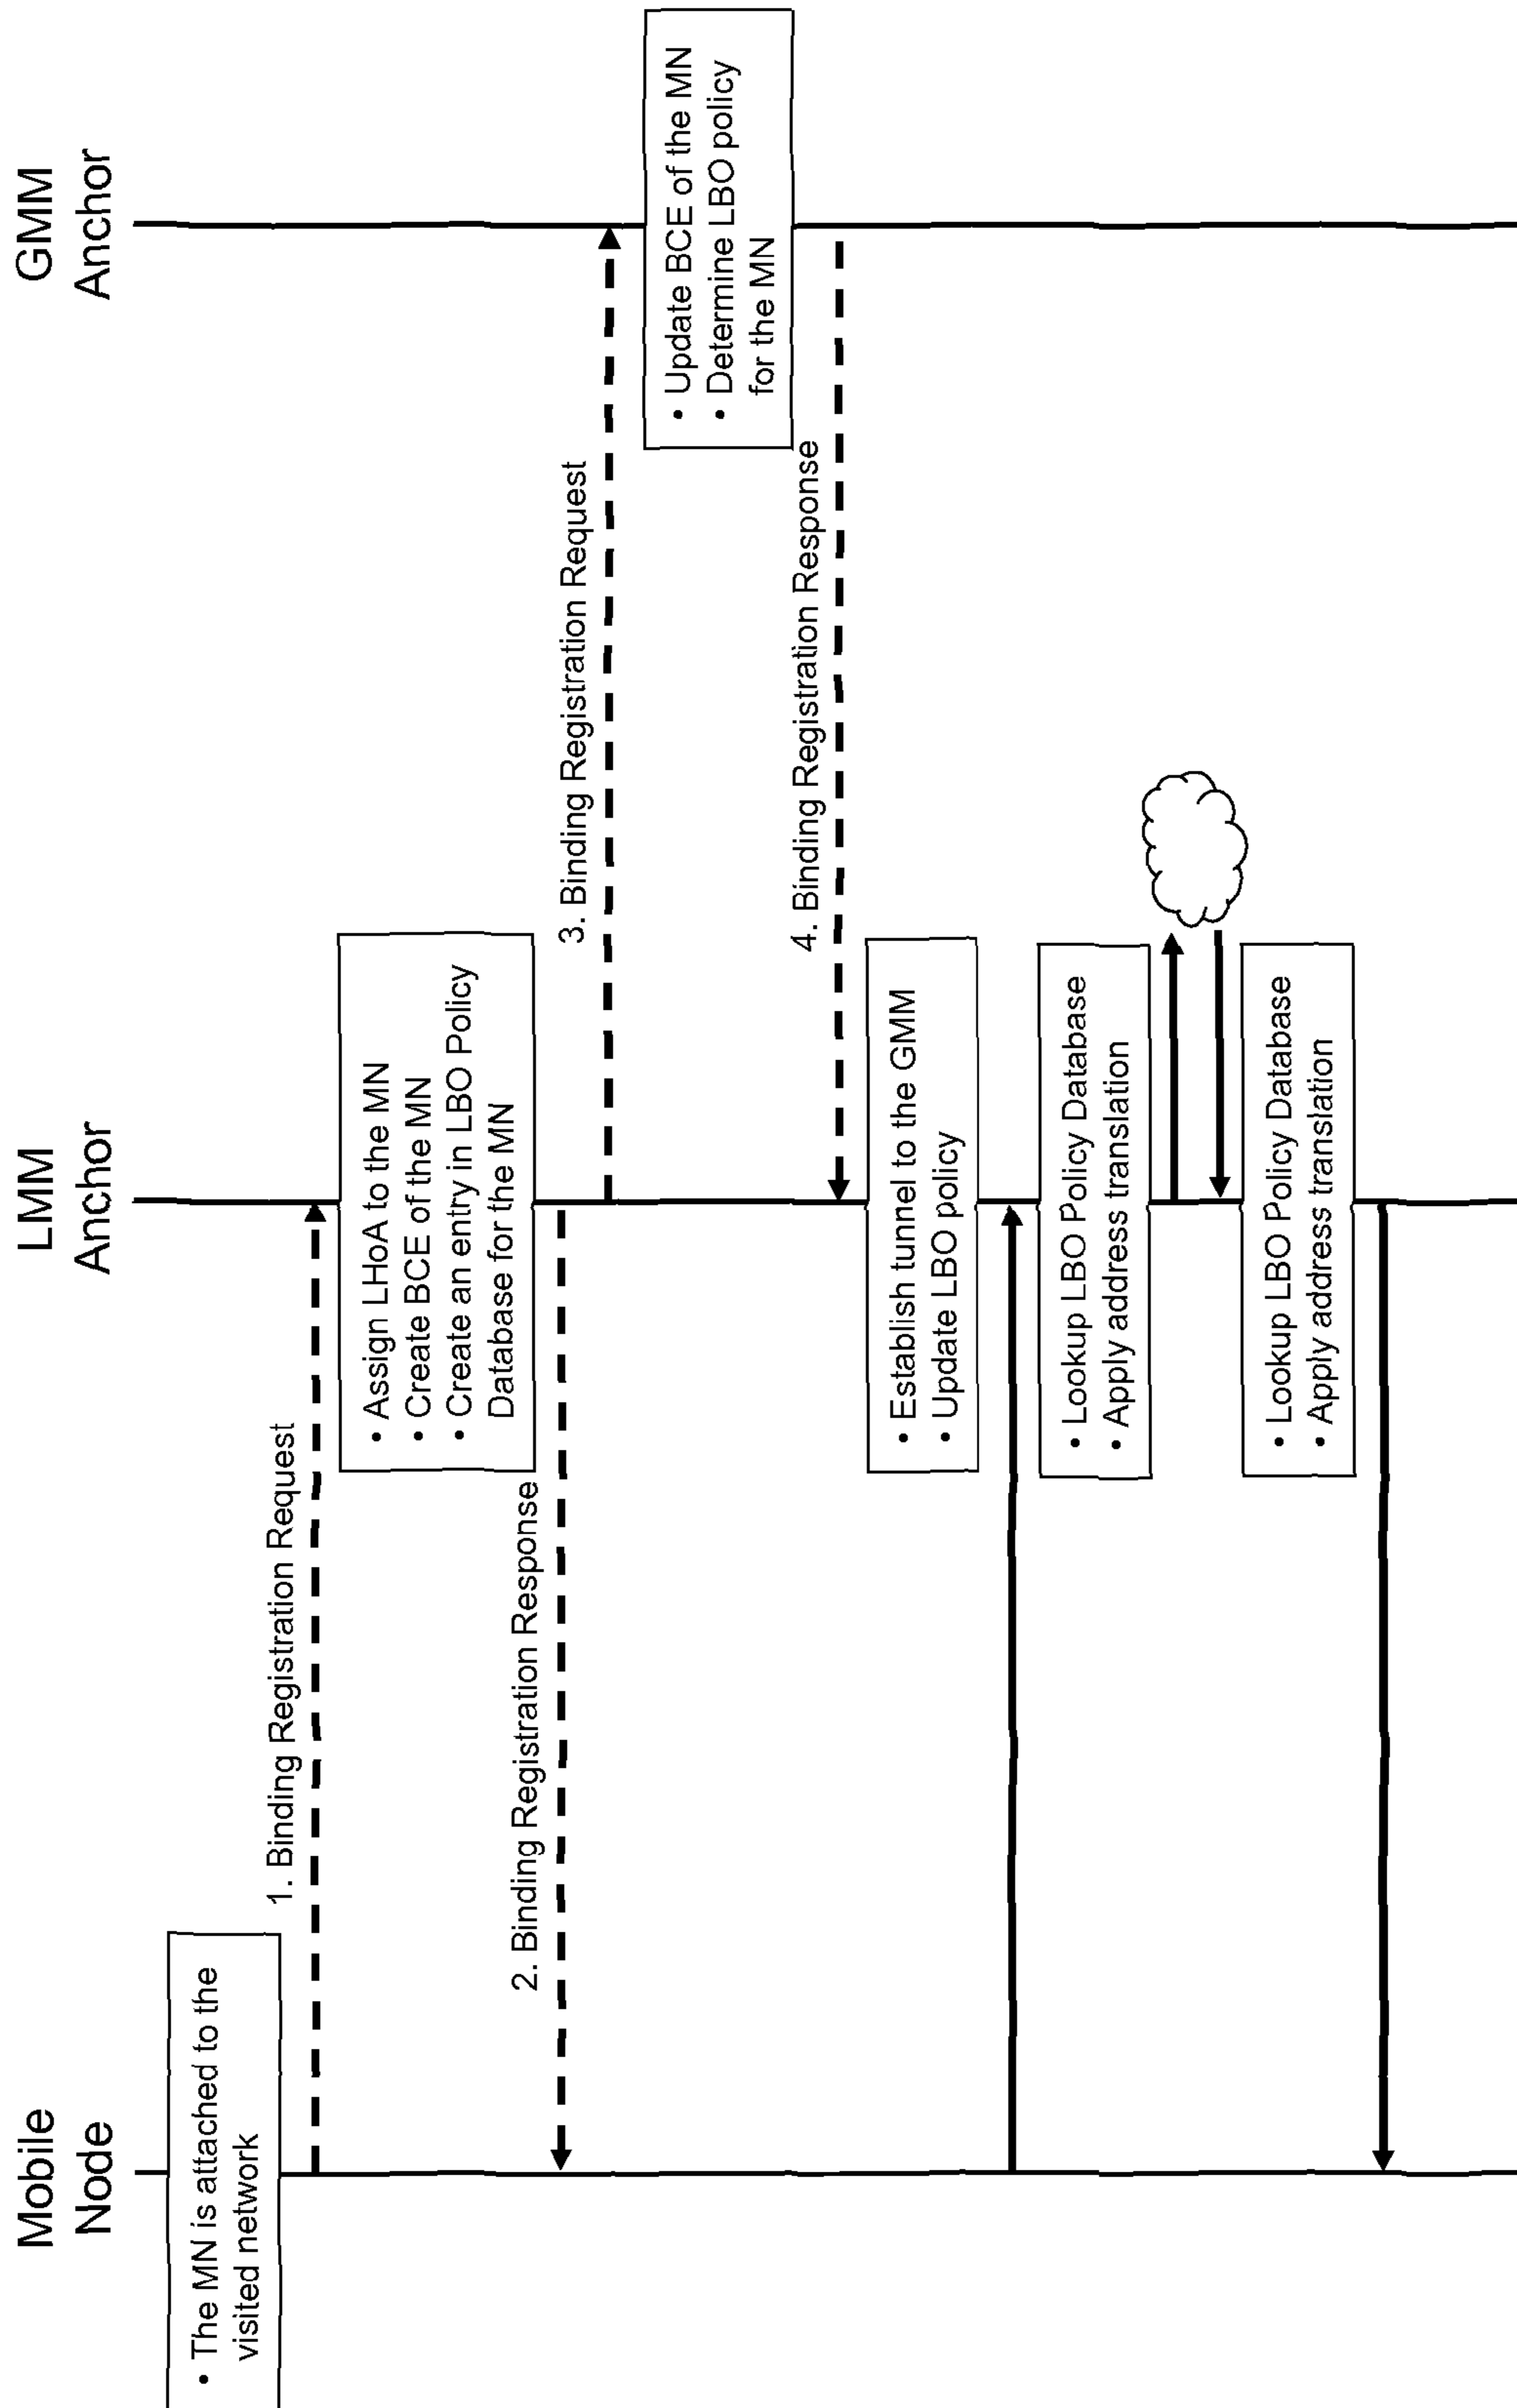 Mobile
Node
LMM
Anchor
GMM
Anchor
• The MN is attached to the
visited network
1. Binding Registration Request
• Assign LHoA to the MN
• Create BCE of the MN
• Create an entry in LBO Policy
Database for the MN
2. Binding Registration Response
3. Binding Registration Request
• Update BCE of the MN
• Determine LBO policy
for the MN
4. Binding Registration Response
• Establish tunnel to the GMM
• Update LBO policy
• Lookup LBO Policy Database
• Apply address translation
• Lookup LBO Policy Database
• Apply address translation